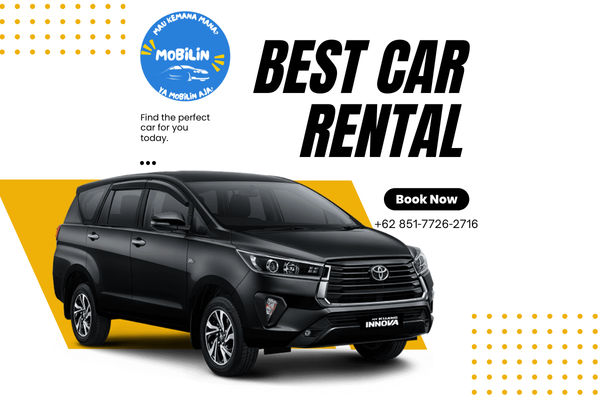 MAU KEMANA MANA?
MOBILIN
YA MOBILIN AJA!
BEST CAR
RENTAL
Find the perfect
car for you
today.
Book Now
+62 851-7726-2716
INNOVA